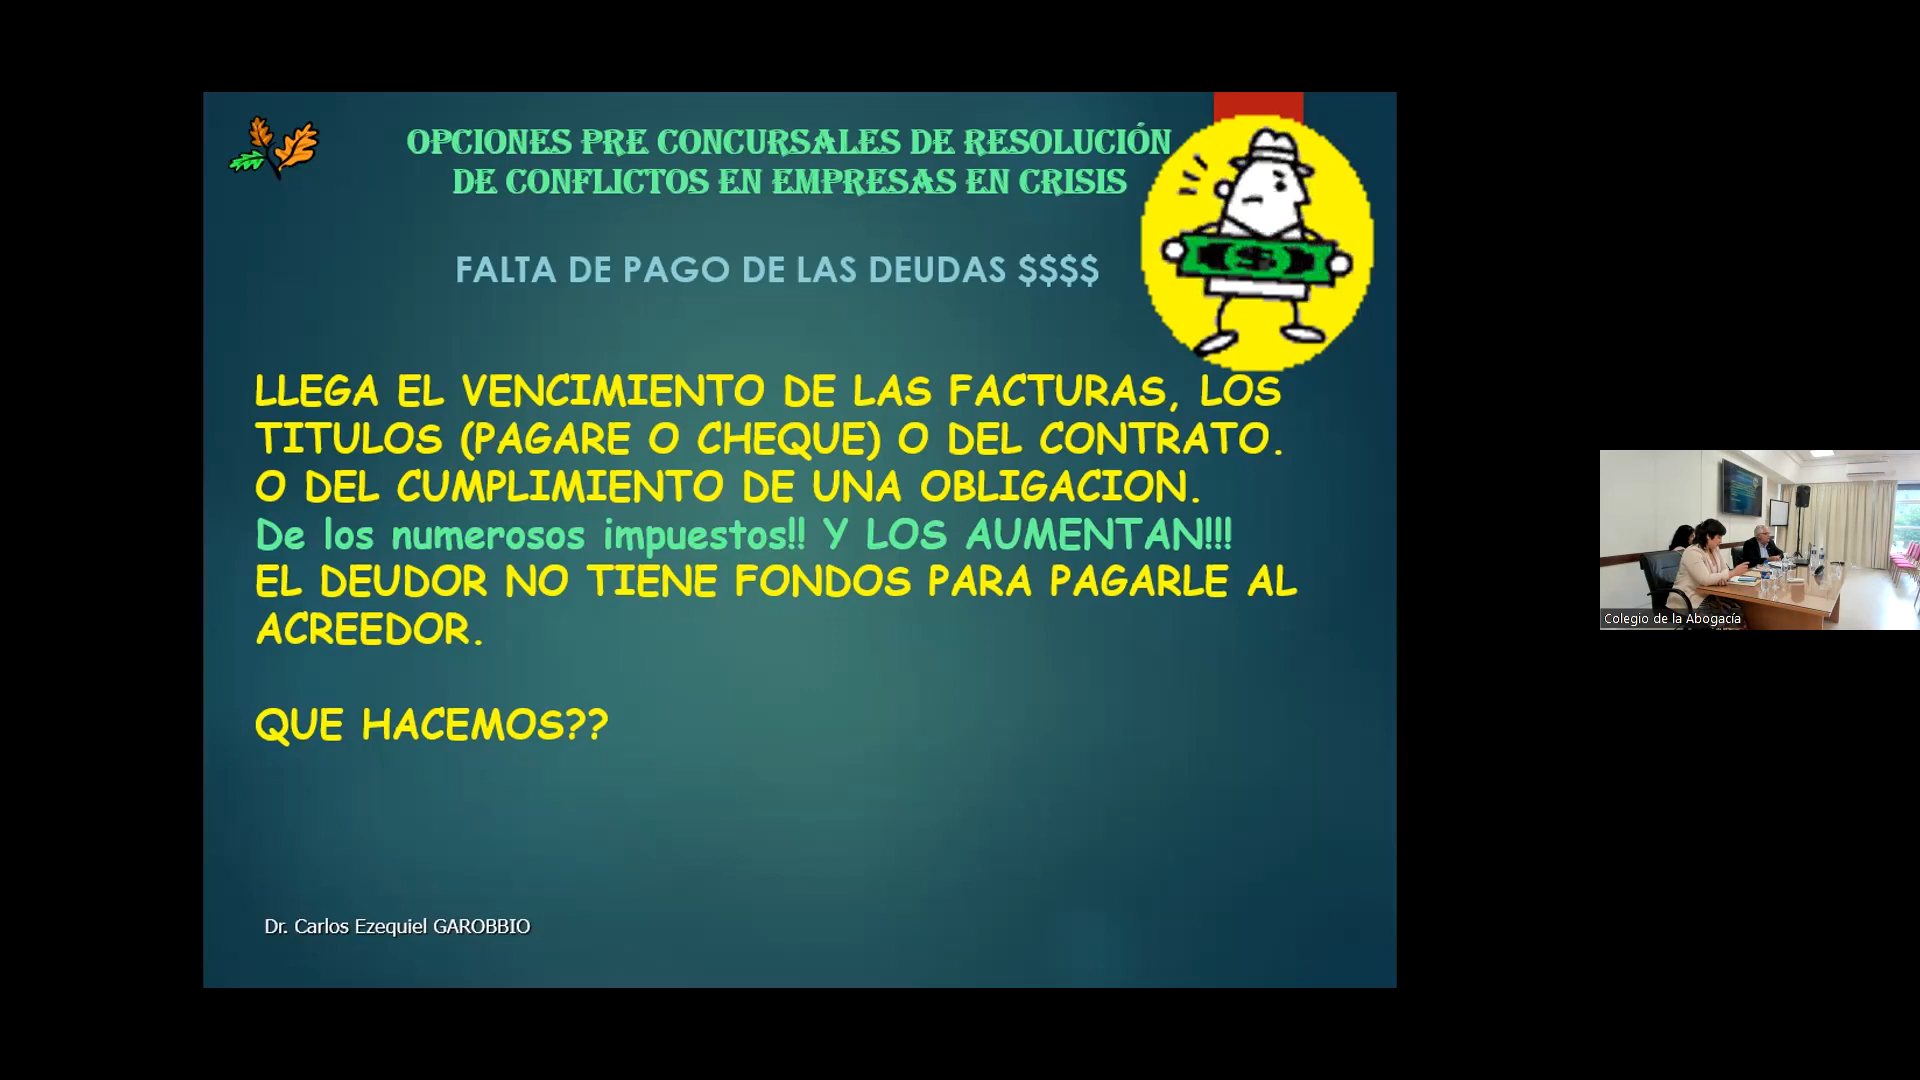 OPCIONES PRE CONCURSALES DE RESOLUCIÓN
DE CONFLICTOS EN EMPRESAS EN CRISIS
FALTA DE PAGO DE LAS DEUDAS $$$$
LLEGA EL VENCIMIENTO DE LAS FACTURAS, LOS
TITULOS (PAGARE O CHEQUE) O DEL CONTRATO.
O DEL CUMPLIMIENTO DE UNA OBLIGACION.
De los numerosos impuestos!! Y LOS AUMENTAN!!!
EL DEUDOR NO TIENE FONDOS PARA PAGARLE AL
ACREEDOR.
QUE HACEMOS??
Dr. Carlos Ezequiel GAROBBIO
Colegio de la Abogacía